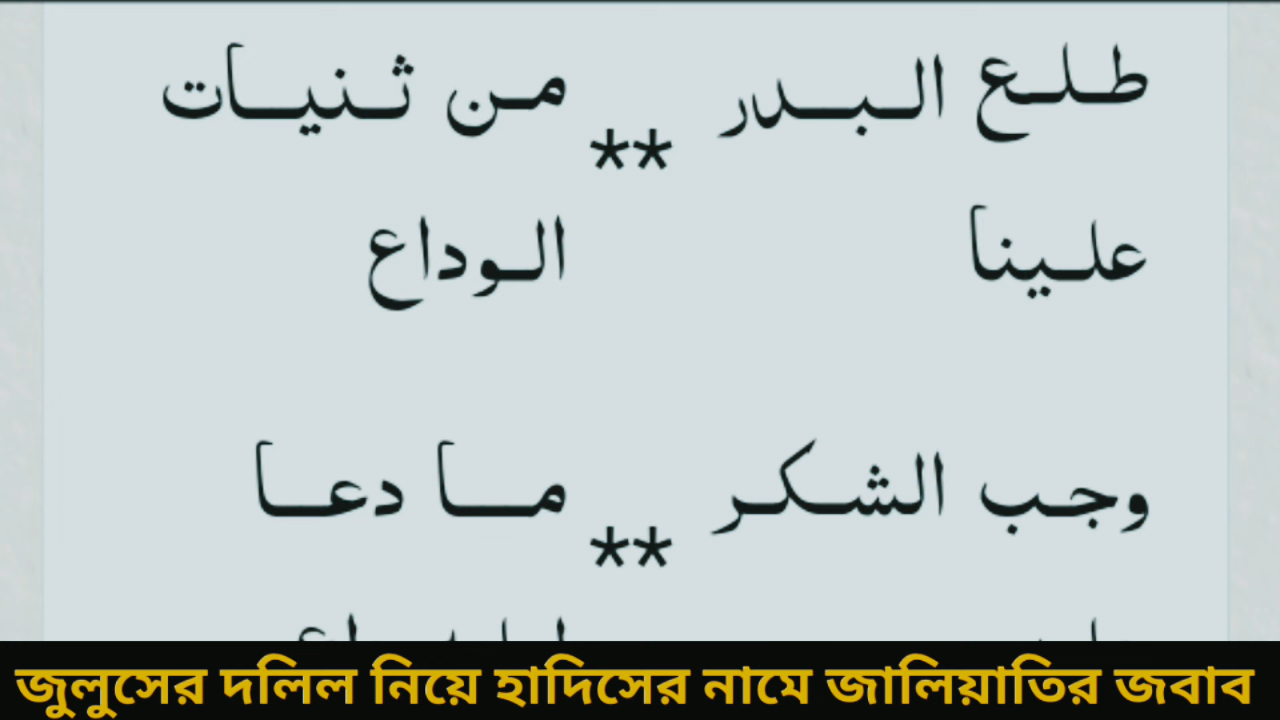 طلع البدر ** من ثنيات
علينا الوداع
وجب الشكر ** ما دعا
জুলুসের দলিল নিয়ে হাদিসের নামে জালিয়াতির জবাব